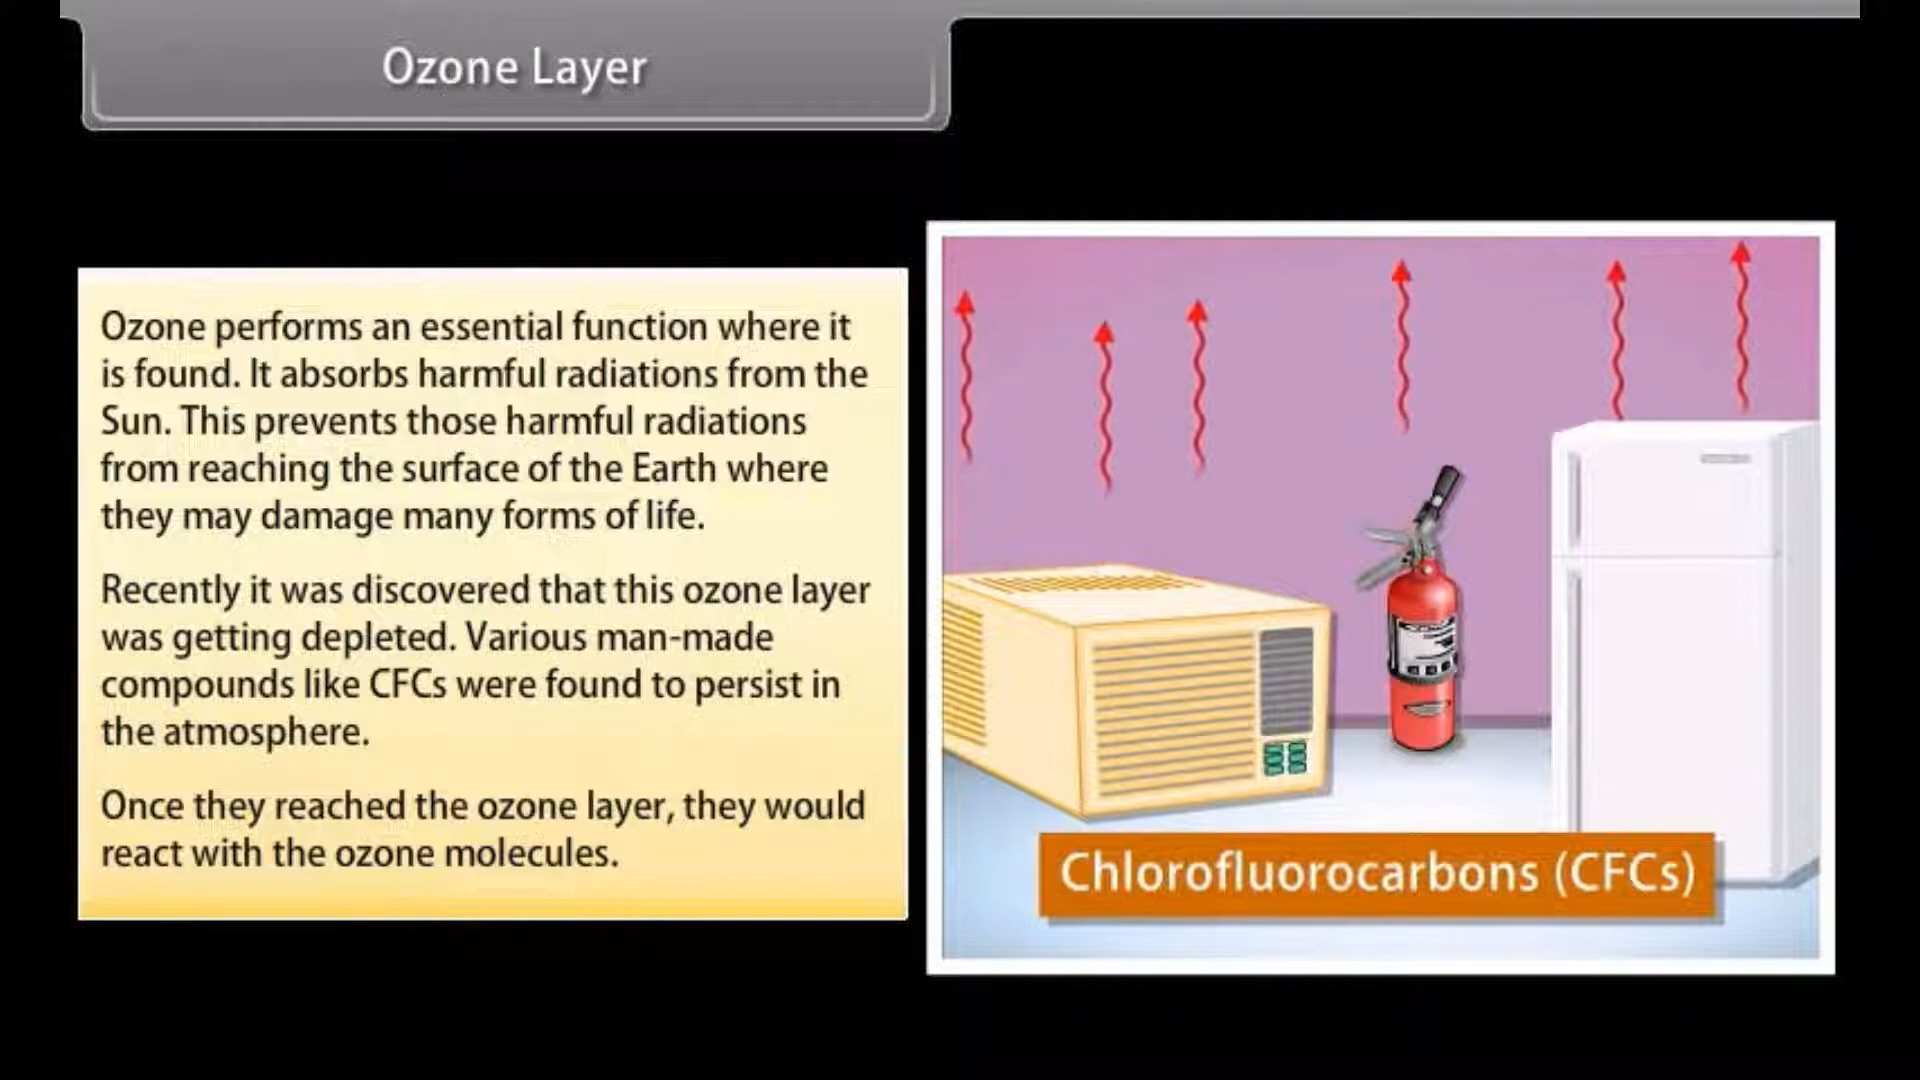 Ozone Layer
Ozone performs an essential function where it
is found. It absorbs harmful radiations from the
Sun. This prevents those harmful radiations
from reaching the surface of the Earth where
they may damage many forms of life.
Recently it was discovered that this ozone layer
was getting depleted. Various man-made
compounds like CFCs were found to persist in
the atmosphere.
Once they reached the ozone layer, they would
react with the ozone molecules.
Chlorofluorocarbons (CFCs)